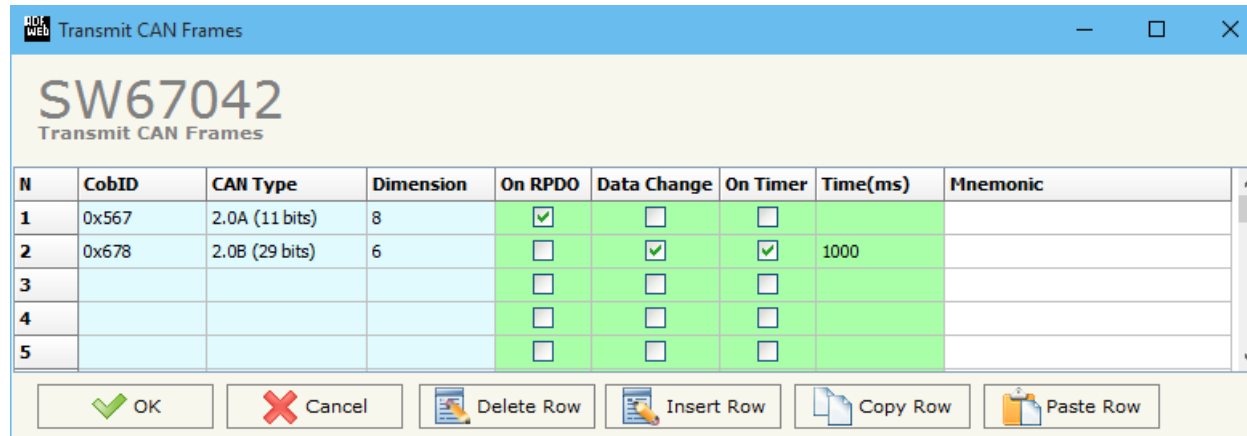 ADF
WEB Transmit CAN Frames
SW67042
Transmit CAN Frames
N CobID CAN Type Dimension On RPDO Data Change On Timer Time(ms) Mnemonic
1 0x567 2.0A (11 bits) 8
2 0x678 2.0B (29 bits) 6 1000
3
4
5
OK Cancel Delete Row Insert Row Copy Row Paste Row